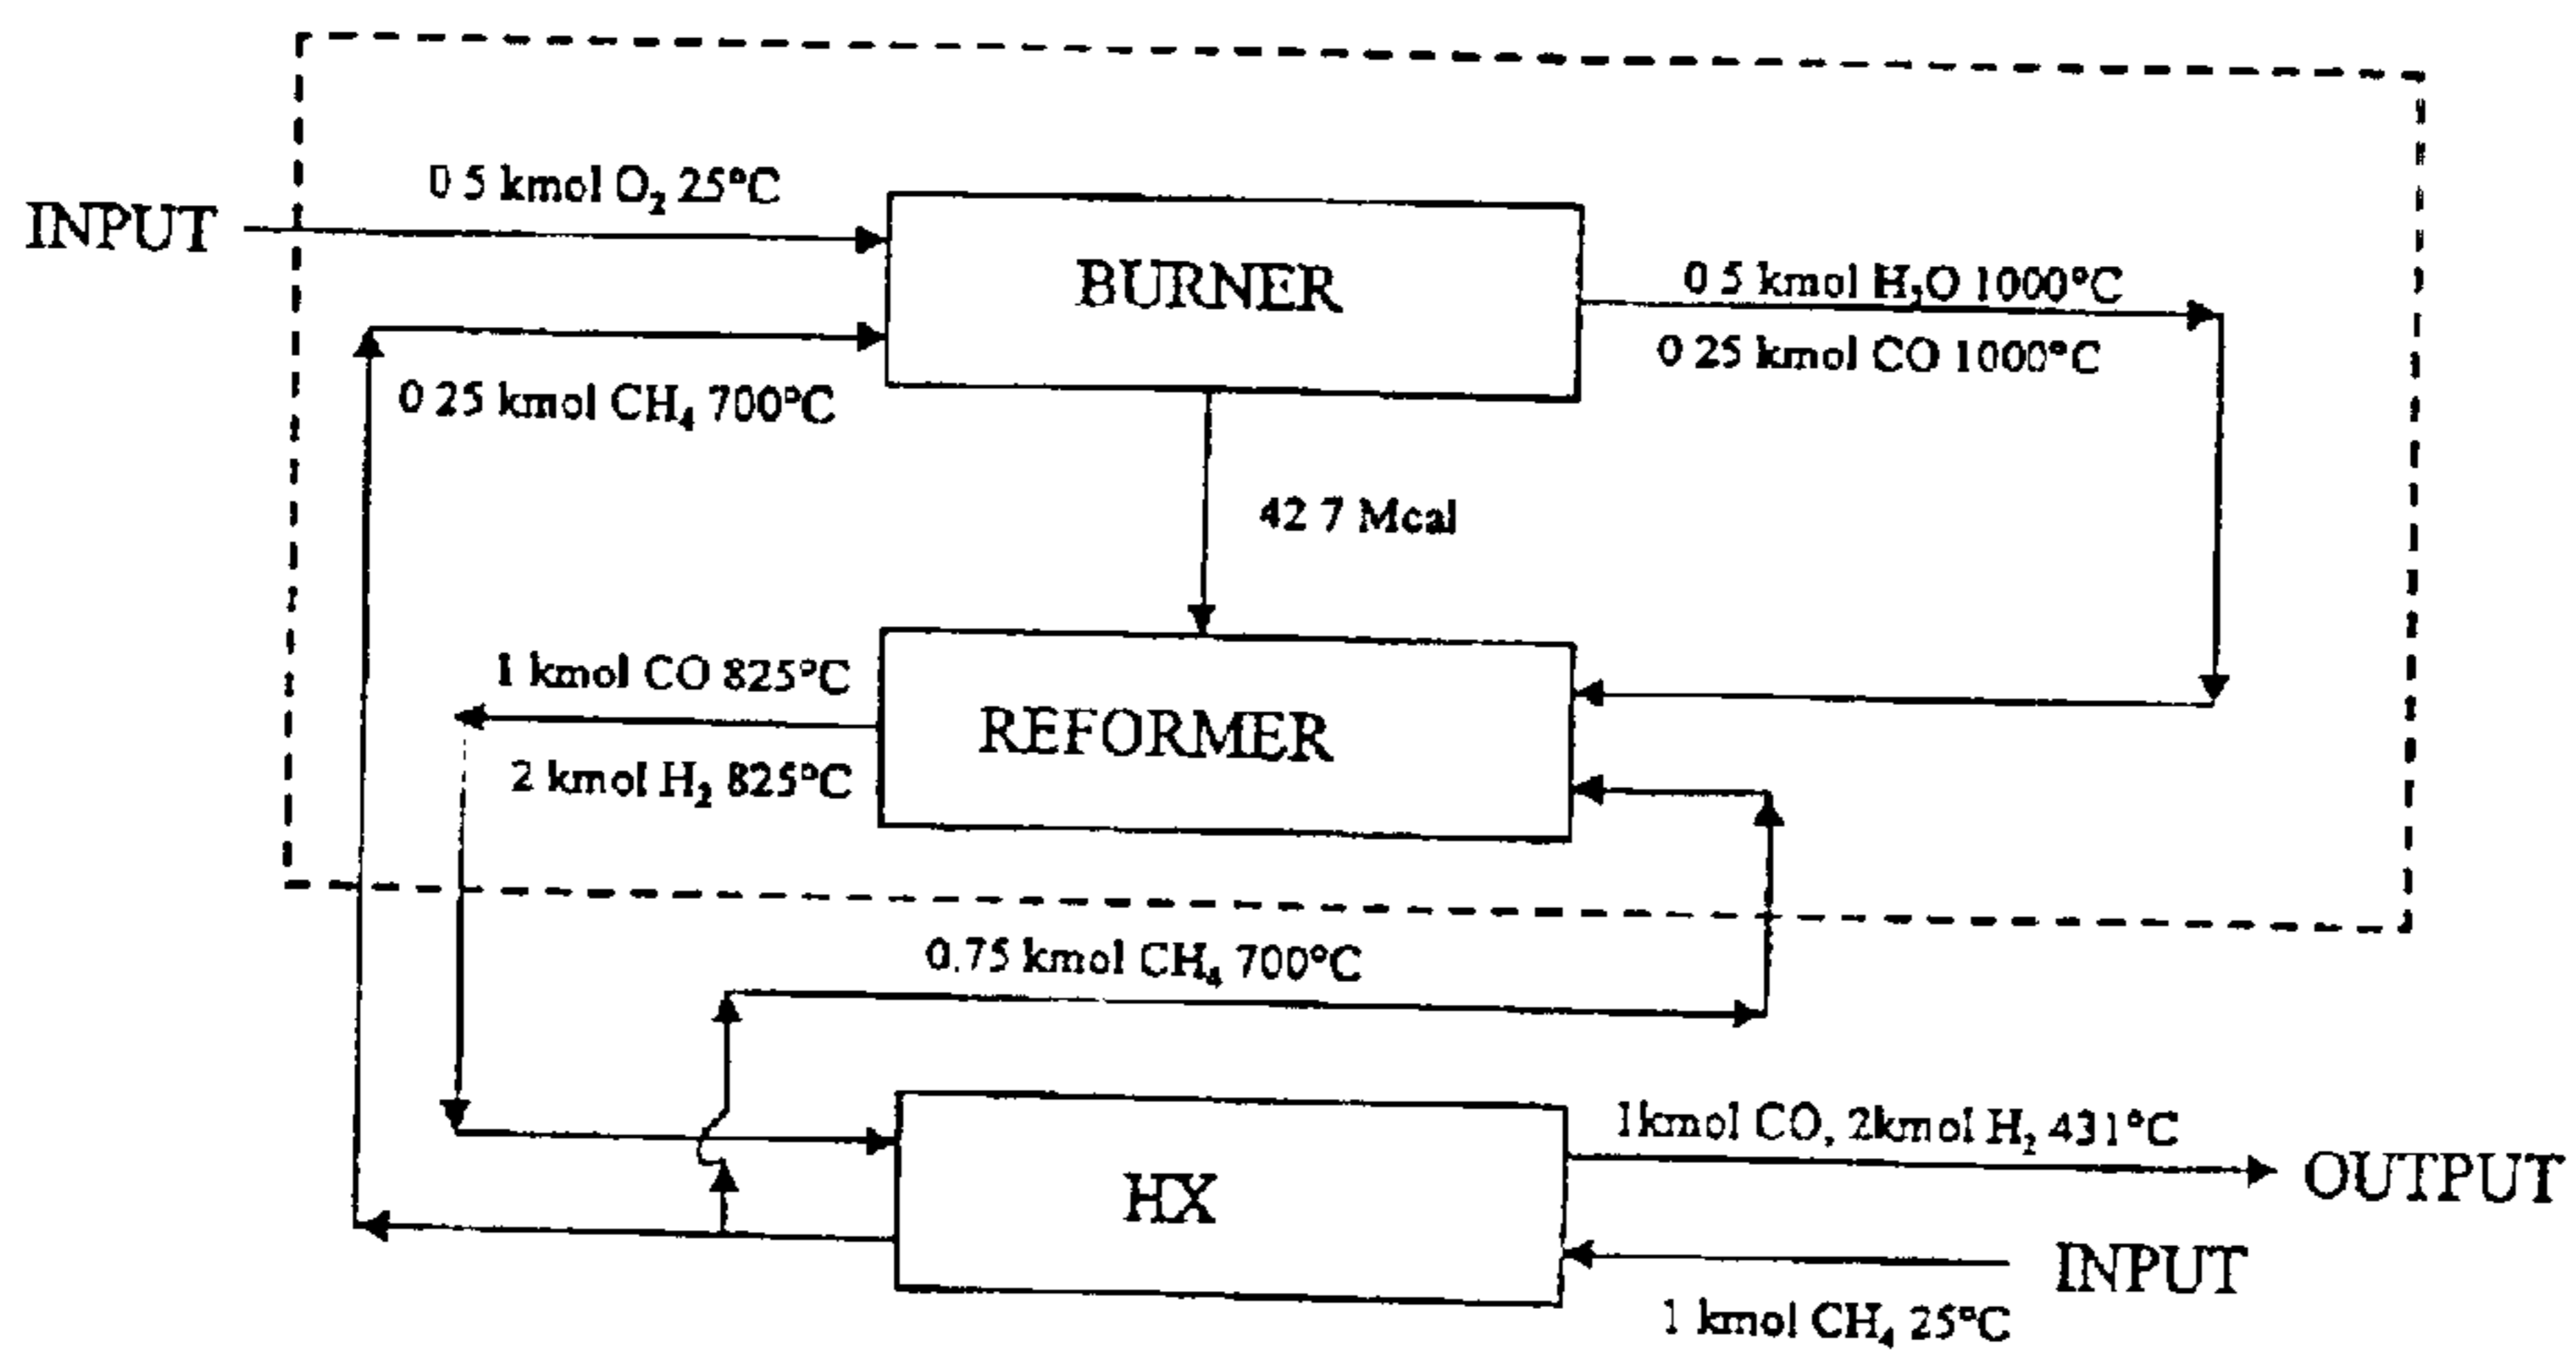 0 5 kmol O₂ 25°C
INPUT
BURNER
0 5 kmol H₂O 1000°C
0 25 kmol CO 1000°C
0 25 kmol CH₄ 700°C
42 7 Mcal
1 kmol CO 825°C
REFORMER
2 kmol H₂ 825°C
0.75 kmol CH₄ 700°C
1kmol CO, 2kmol H₂ 431°C
OUTPUT
HX
INPUT
1 kmol CH₄ 25°C